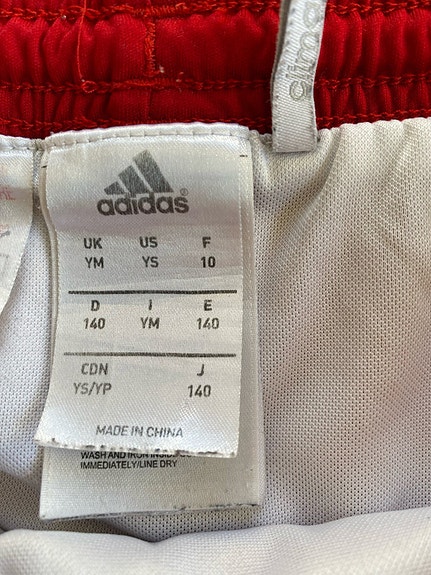 clima
adidas®
UK US F
YM YS 10
D I E
140 YM 140
CDN J
YS/YP 140
MADE IN CHINA
WASH AND IRON INSIDE
IMMEDIATELY/LINE DRY